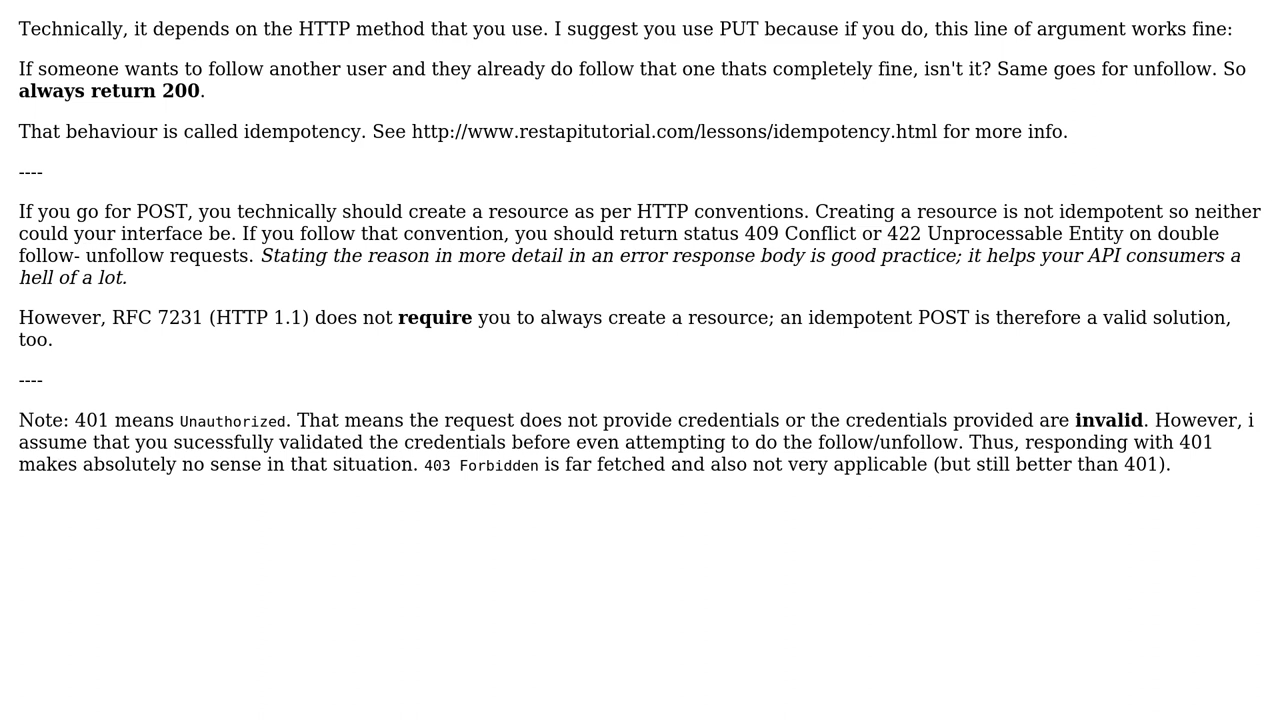 Technically, it depends on the HTTP method that you use. I suggest you use PUT because if you do, this line of argument works fine:
If someone wants to follow another user and they already do follow that one thats completely fine, isn't it? Same goes for unfollow. So
always return 200.
That behaviour is called idempotency. See http://www.restapitutorial.com/lessons/idempotency.html for more info.
----
If you go for POST, you technically should create a resource as per HTTP conventions. Creating a resource is not idempotent so neither
could your interface be. If you follow that convention, you should return status 409 Conflict or 422 Unprocessable Entity on double
follow- unfollow requests. Stating the reason in more detail in an error response body is good practice; it helps your API consumers a
hell of a lot.
However, RFC 7231 (HTTP 1.1) does not require you to always create a resource; an idempotent POST is therefore a valid solution,
too.
----
Note: 401 means Unauthorized. That means the request does not provide credentials or the credentials provided are invalid. However, i
assume that you sucessfully validated the credentials before even attempting to do the follow/unfollow. Thus, responding with 401
makes absolutely no sense in that situation. 403 Forbidden is far fetched and also not very applicable (but still better than 401).